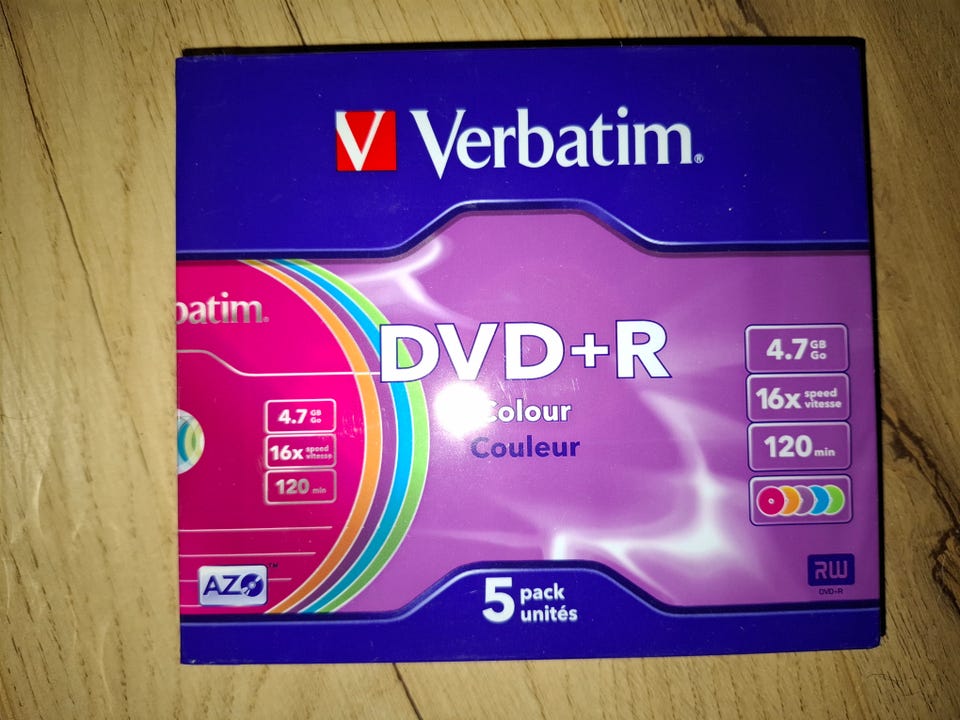 V Verbatim®
batim.
DVD+R
Colour
Couleur
4.7 GB Go
16x speed vitesse
120 min
4.7 GB Go
16x speed vitesse
120 min
AZO
™
5 pack unités
RW
DVD+R